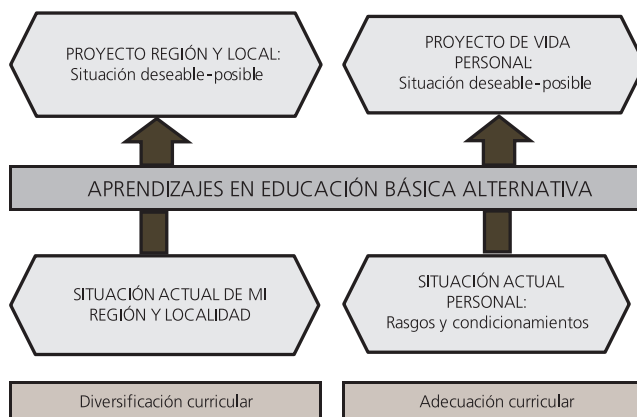 PROYECTO REGIÓN Y LOCAL:
Situación deseable-posible
PROYECTO DE VIDA
PERSONAL:
Situación deseable-posible
APRENDIZAJES EN EDUCACIÓN BÁSICA ALTERNATIVA
SITUACIÓN ACTUAL DE MI
REGIÓN Y LOCALIDAD
SITUACIÓN ACTUAL
PERSONAL:
Rasgos y condicionamientos
Diversificación curricular
Adecuación curricular